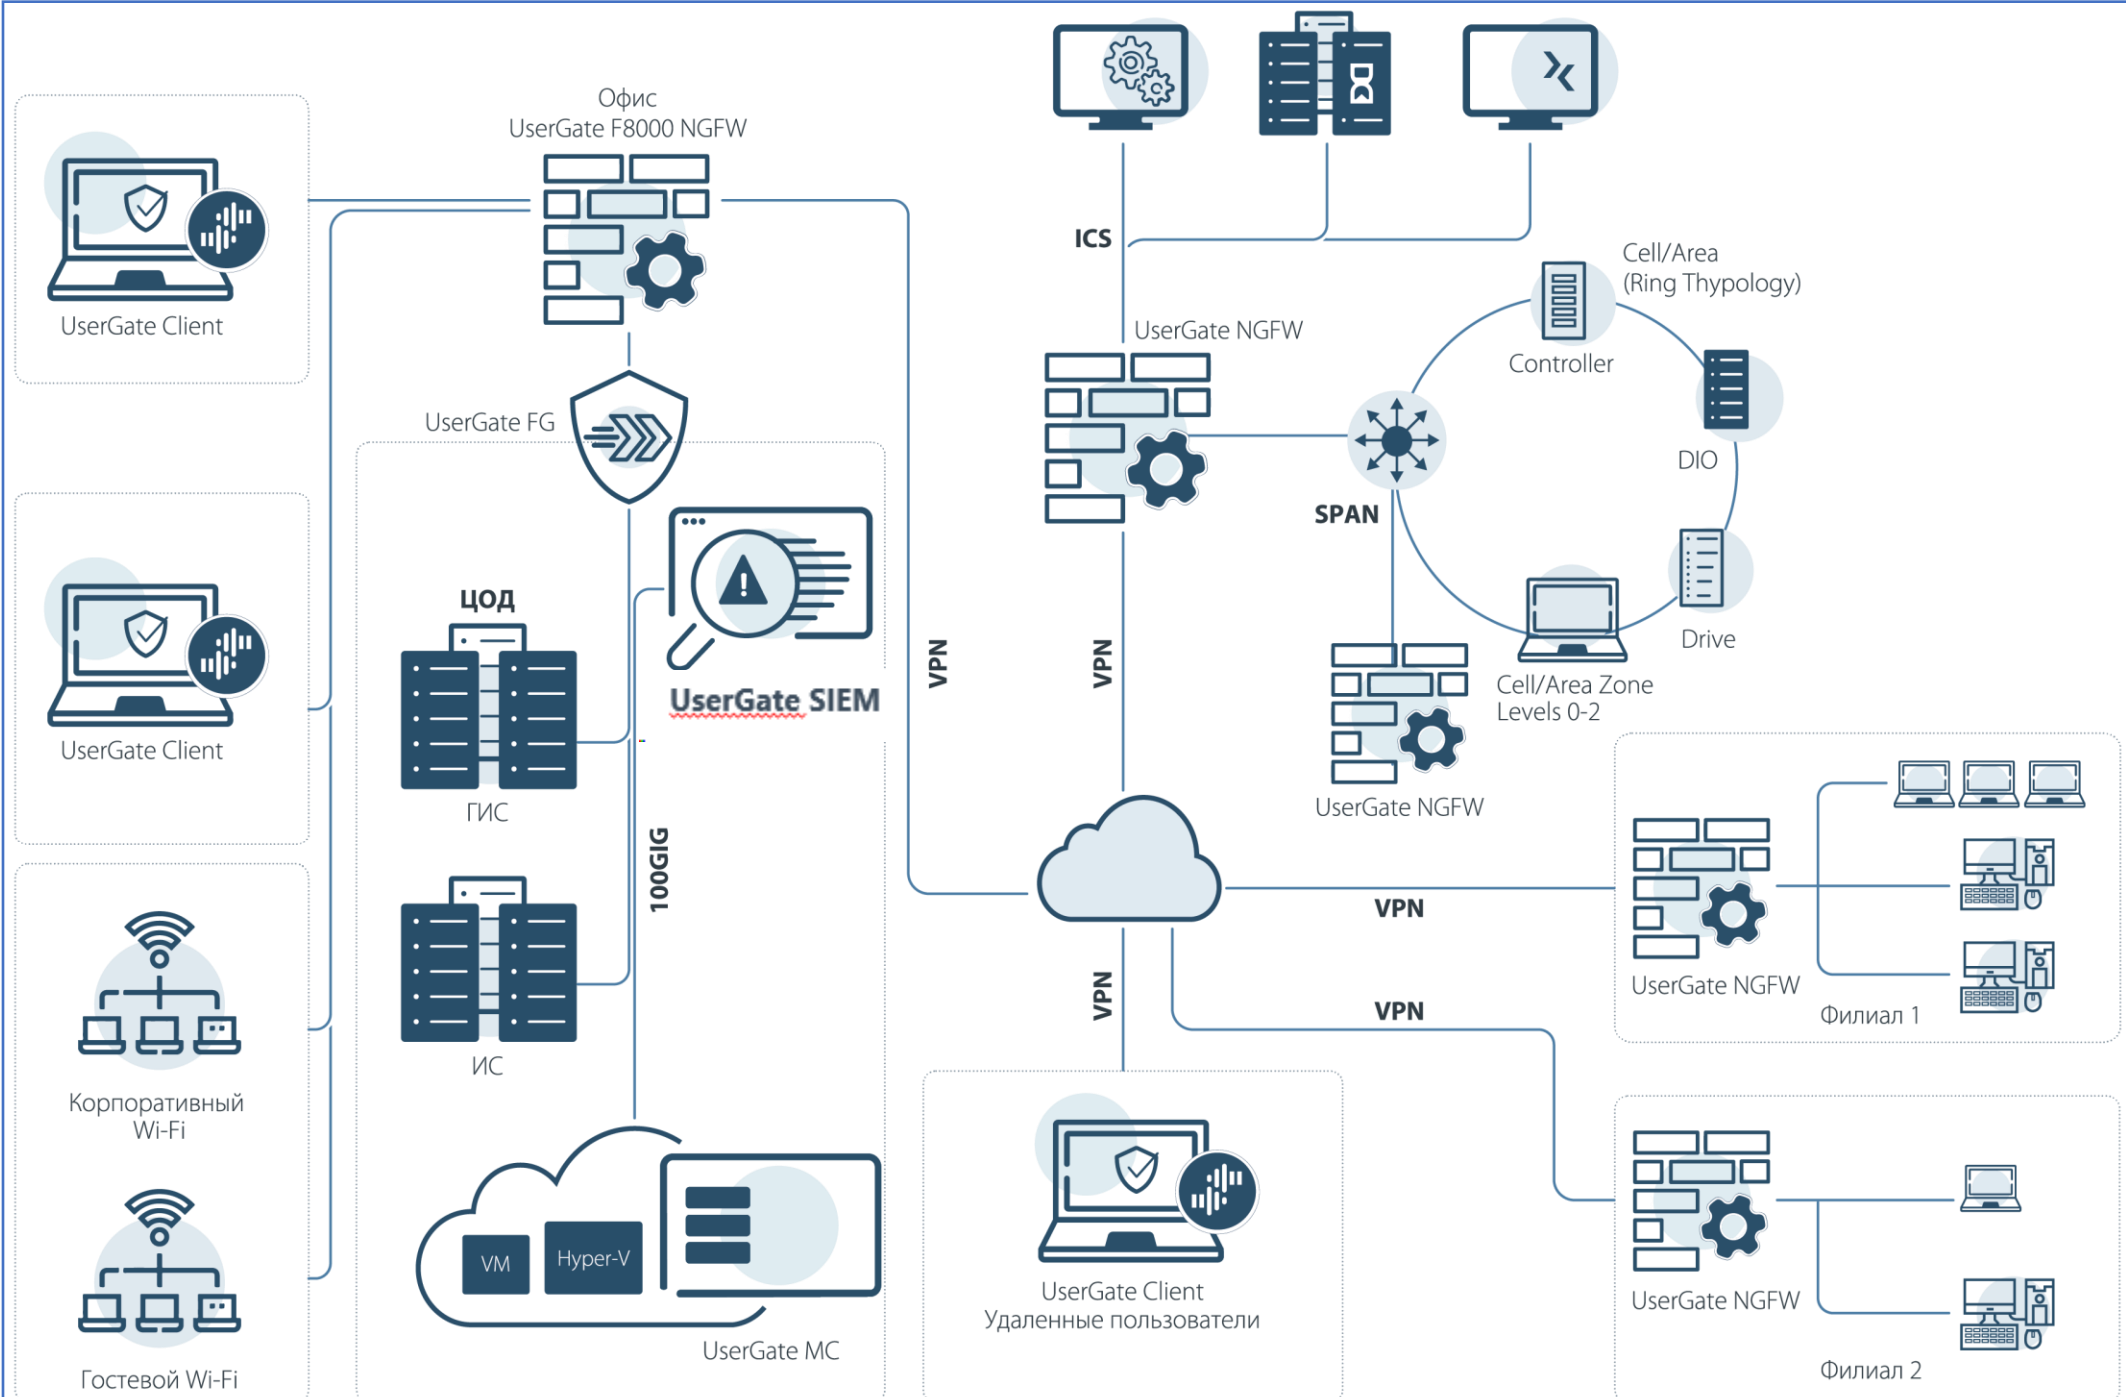 Офис
UserGate F8000 NGFW
UserGate Client
UserGate FG
UserGate Client
ЦОД
ГИС
ИС
100GIG
UserGate SIEM
Корпоративный
Wi-Fi
Гостевой Wi-Fi
VM
Hyper-V
UserGate MC
VPN
ICS
UserGate NGFW
VPN
Cell/Area
(Ring Thypology)
Controller
DIO
Drive
SPAN
Cell/Area Zone
Levels 0-2
UserGate NGFW
VPN
UserGate NGFW
Филиал 1
VPN
VPN
UserGate Client
Удаленные пользователи
UserGate NGFW
Филиал 2